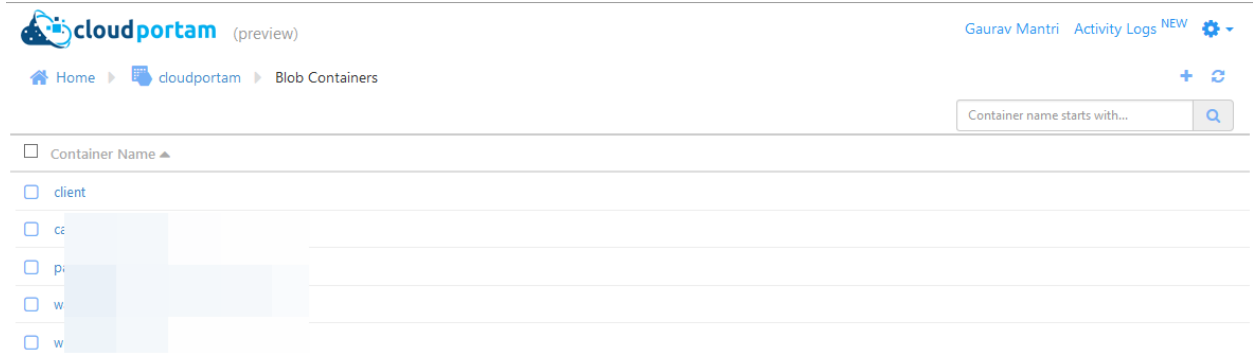 cloudportam (preview)
Gaurav Mantri Activity Logs NEW
Home cloudportam Blob Containers
Container name starts with...
Container Name
client